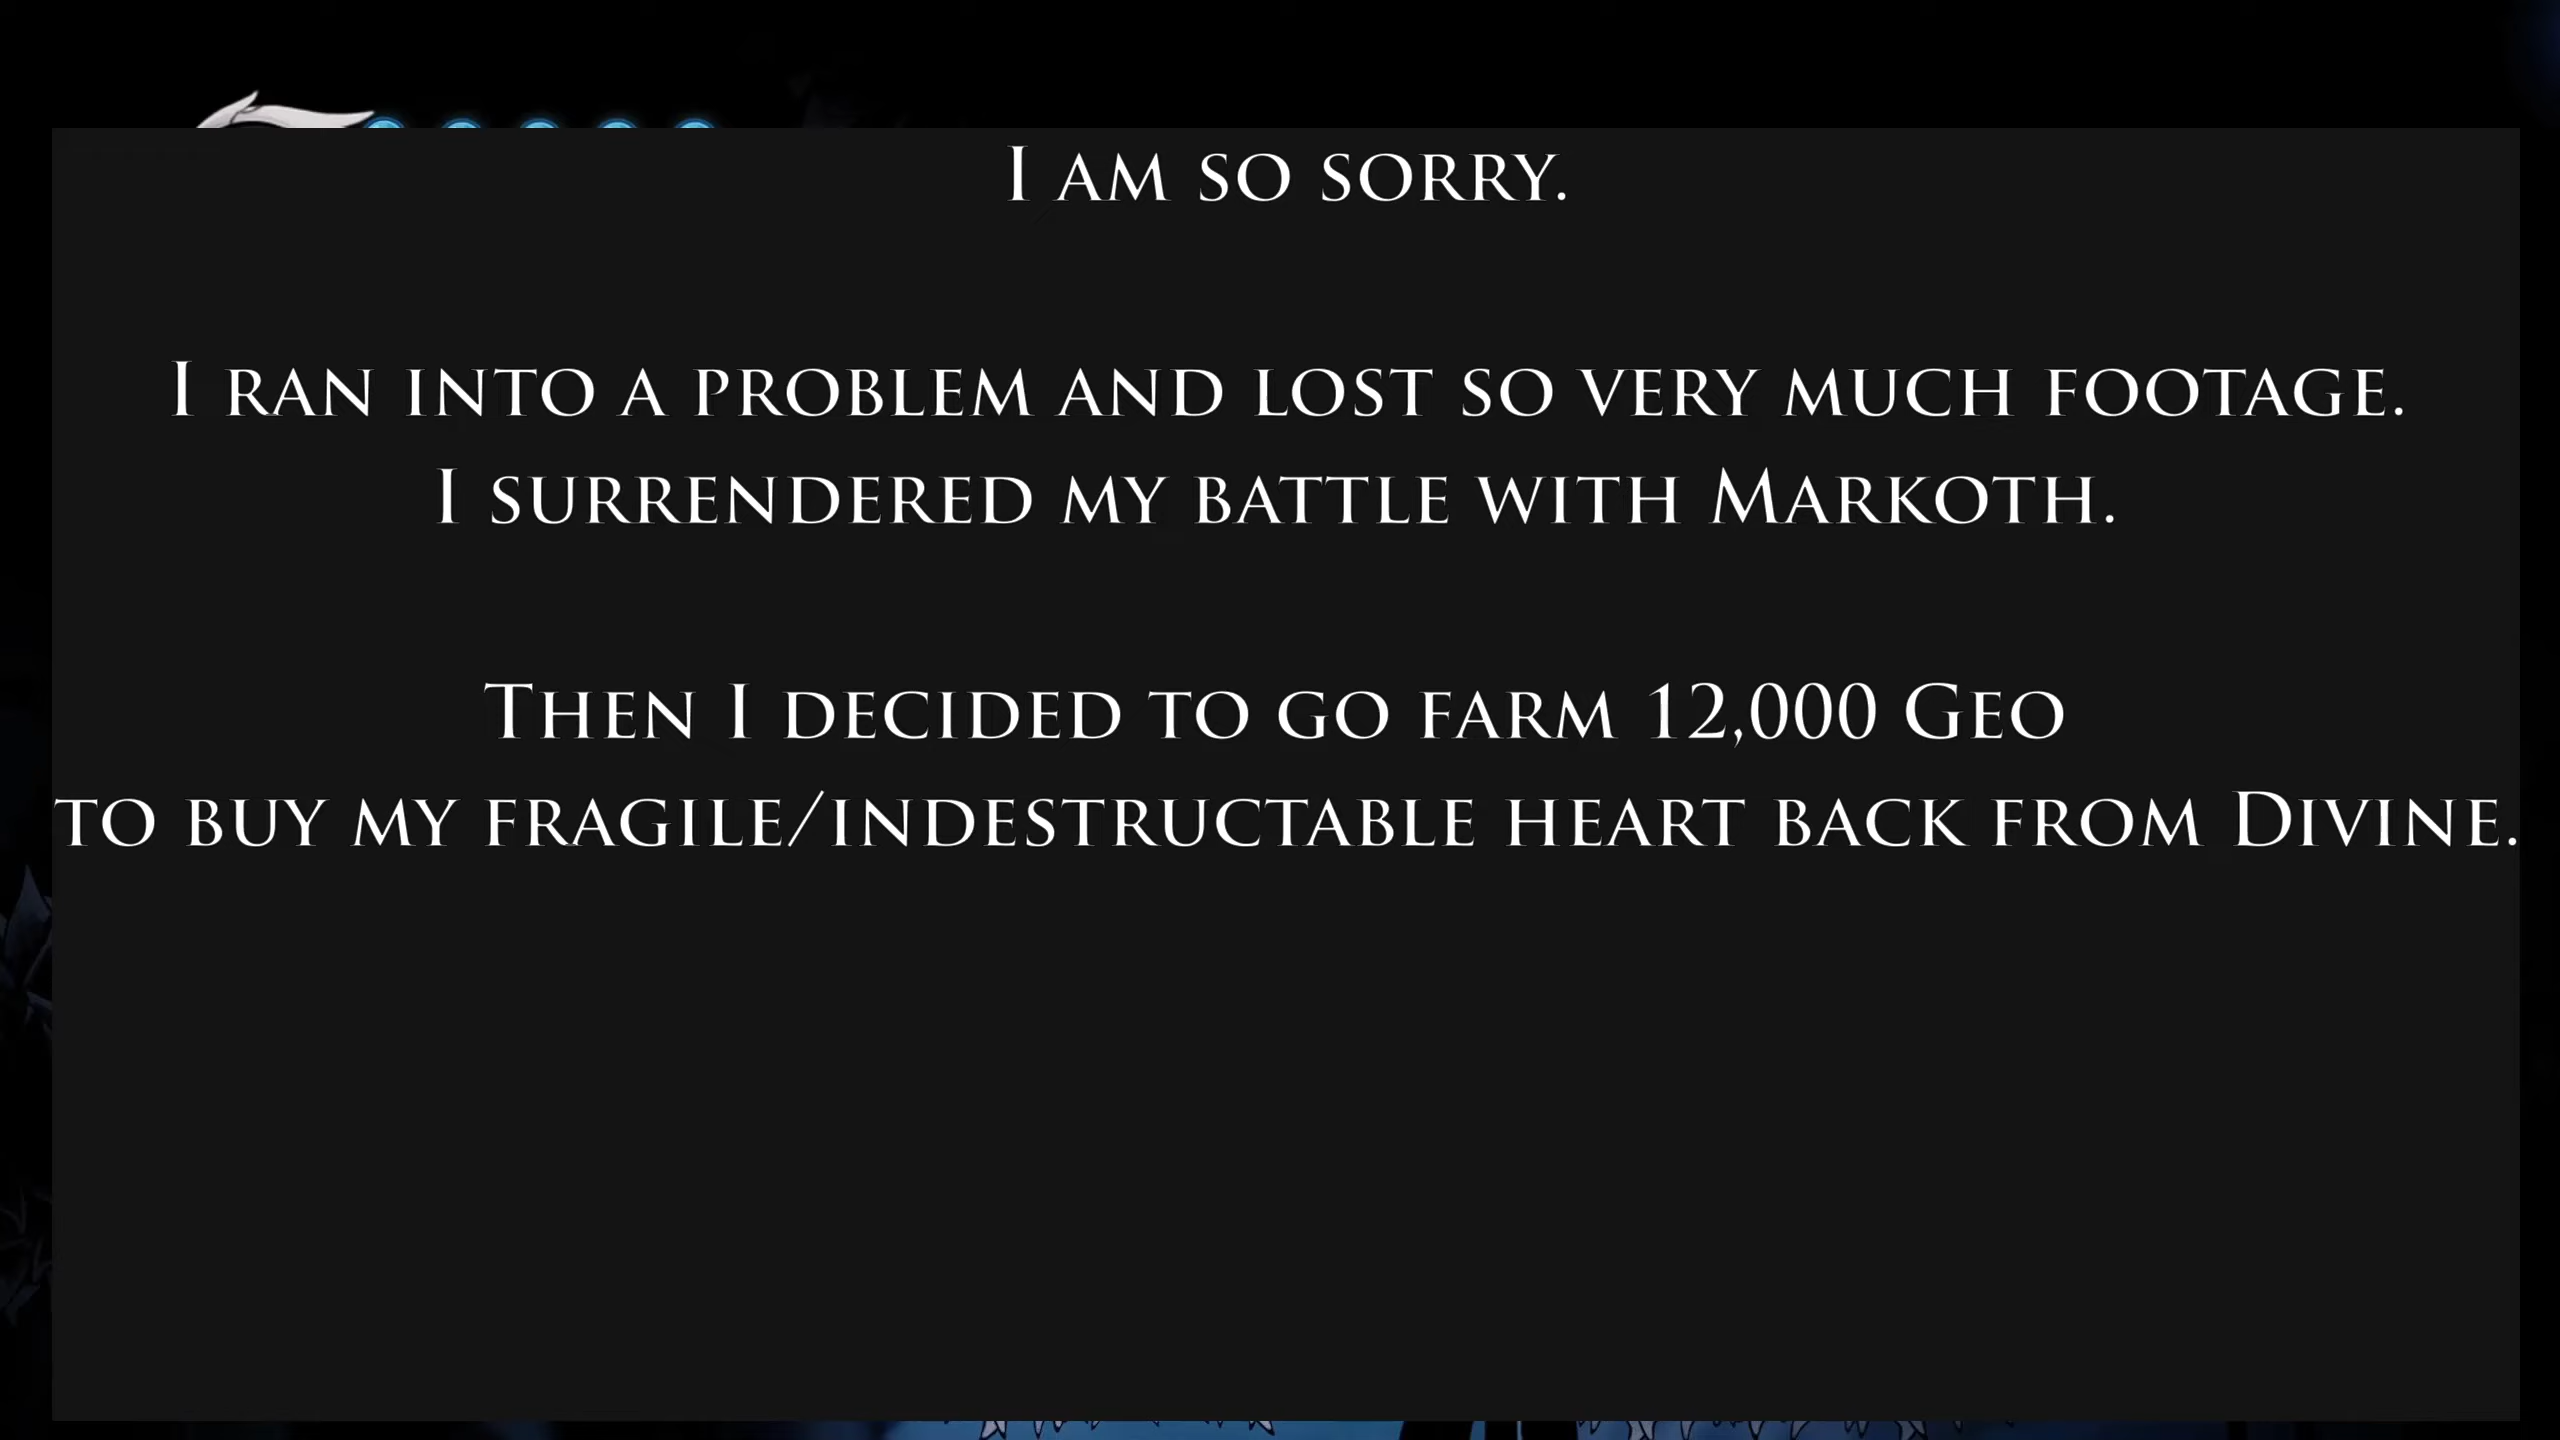 I am so sorry.
I ran into a problem and lost so very much footage.
I surrendered my battle with Markoth.
Then I decided to go farm 12,000 Geo
to buy my fragile/indestructable heart back from Divine.